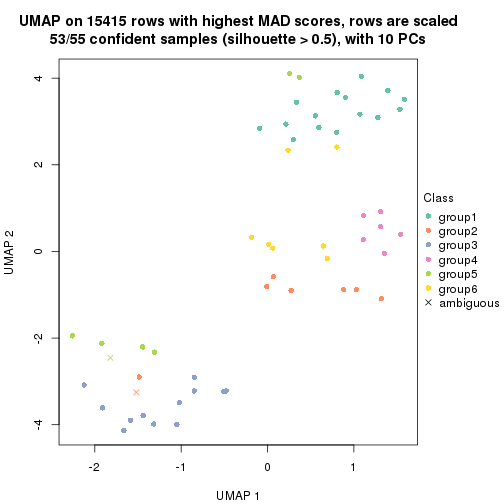 UMAP on 15415 rows with highest MAD scores, rows are scaled
53/55 confident samples (silhouette > 0.5), with 10 PCs
4
2
0
-2
-4
UMAP 2
-2
-1
0
1
UMAP 1
Class
group1
group2
group3
group4
group5
group6
ambiguous